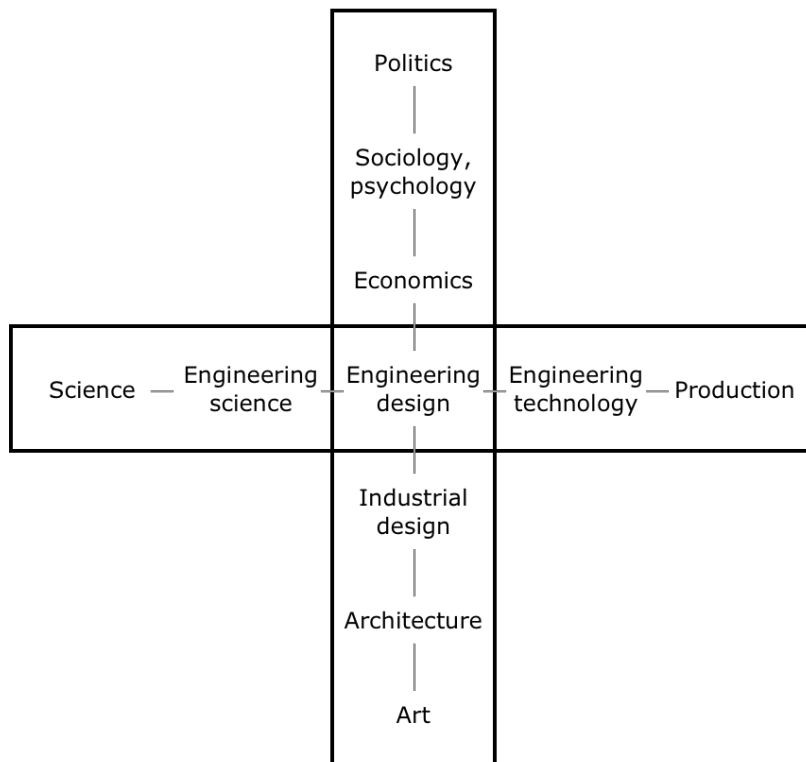 Politics
Sociology,
psychology
Economics
Science
Engineering
science
Engineering
design
Engineering
technology
Production
Industrial
design
Architecture
Art